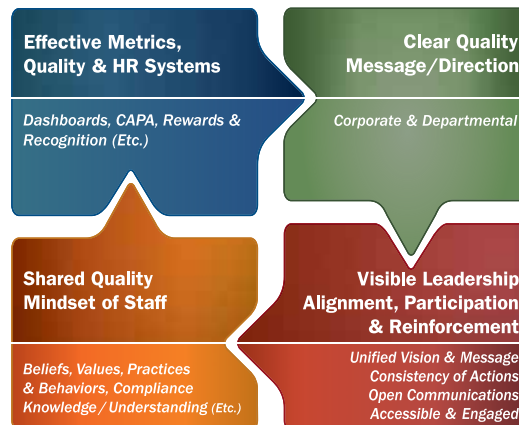 Effective Metrics,
Quality & HR Systems
Dashboards, CAPA, Rewards &
Recognition (Etc.)
Clear Quality
Message/Direction
Corporate & Departmental
Shared Quality
Mindset of Staff
Beliefs, Values, Practices
& Behaviors, Compliance
Knowledge / Understanding (Etc.)
Visible Leadership
Alignment, Participation
& Reinforcement
Unified Vision & Message
Consistency of Actions
Open Communications
Accessible & Engaged